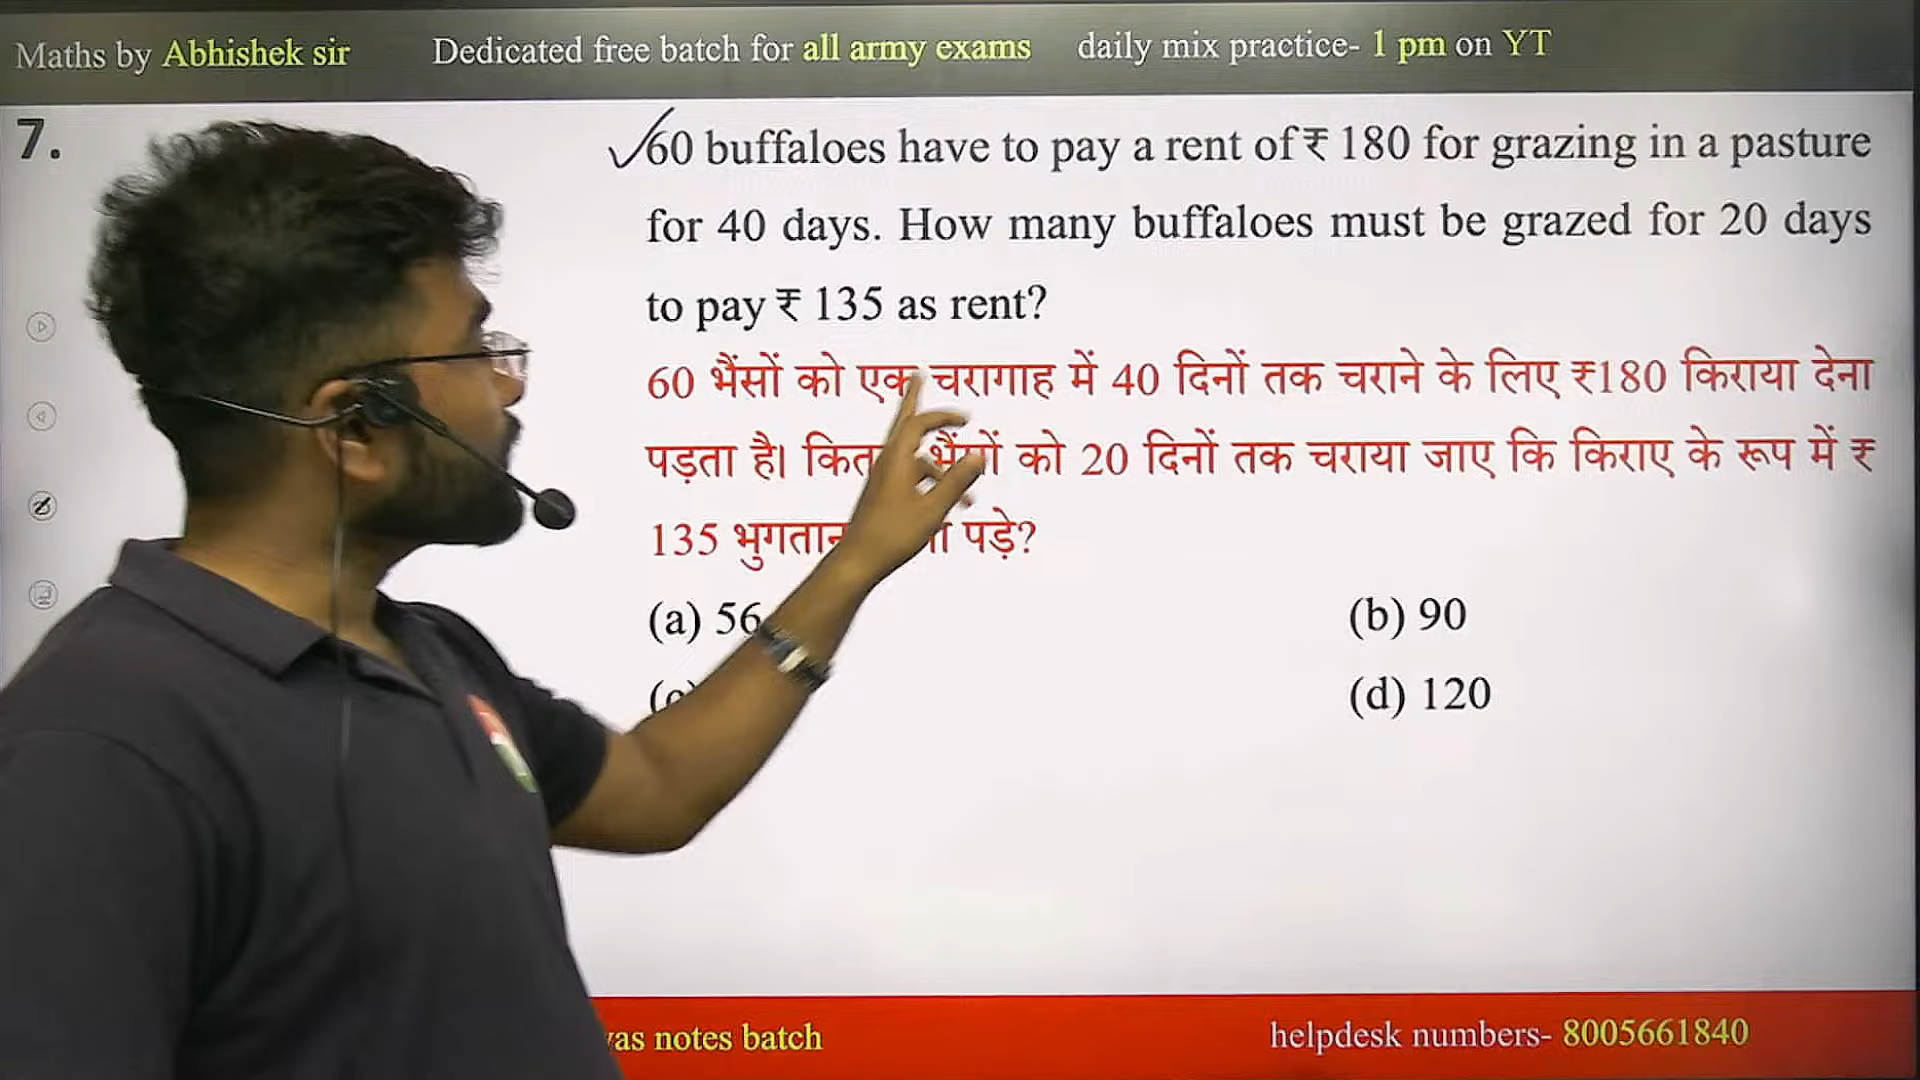 Maths by Abhishek sir Dedicated free batch for all army exams daily mix practice- 1 pm on YT
7.
60 buffaloes have to pay a rent of ₹ 180 for grazing in a pasture
for 40 days. How many buffaloes must be grazed for 20 days
to pay ₹ 135 as rent?
60 भैंसों को एक चरागाह में 40 दिनों तक चराने के लिए ₹180 किराया देना
पड़ता है। भैंसों को 20 दिनों तक चराया जाए कि किराए के रूप में ₹
135 पड़े?
(a) 56 (b) 90
(d) 120
notes batch helpdesk numbers- 8005661840